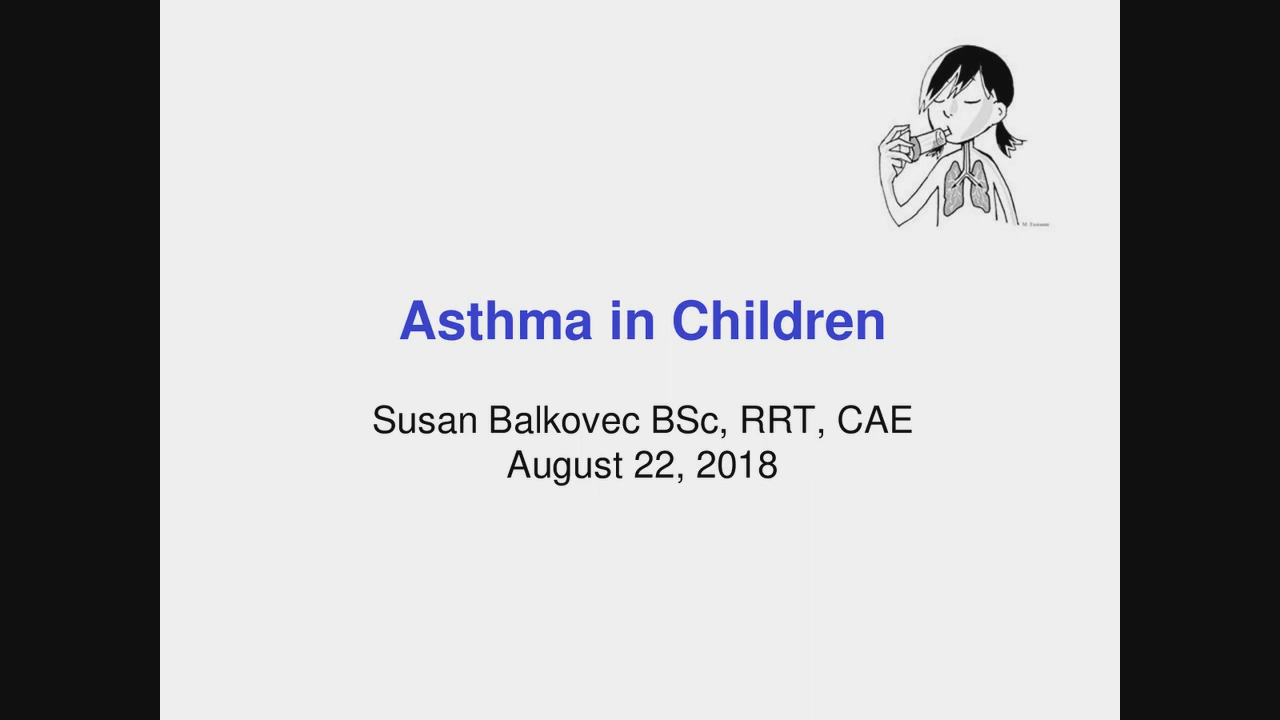 Asthma in Children
Susan Balkovec BSc, RRT, CAE
August 22, 2018